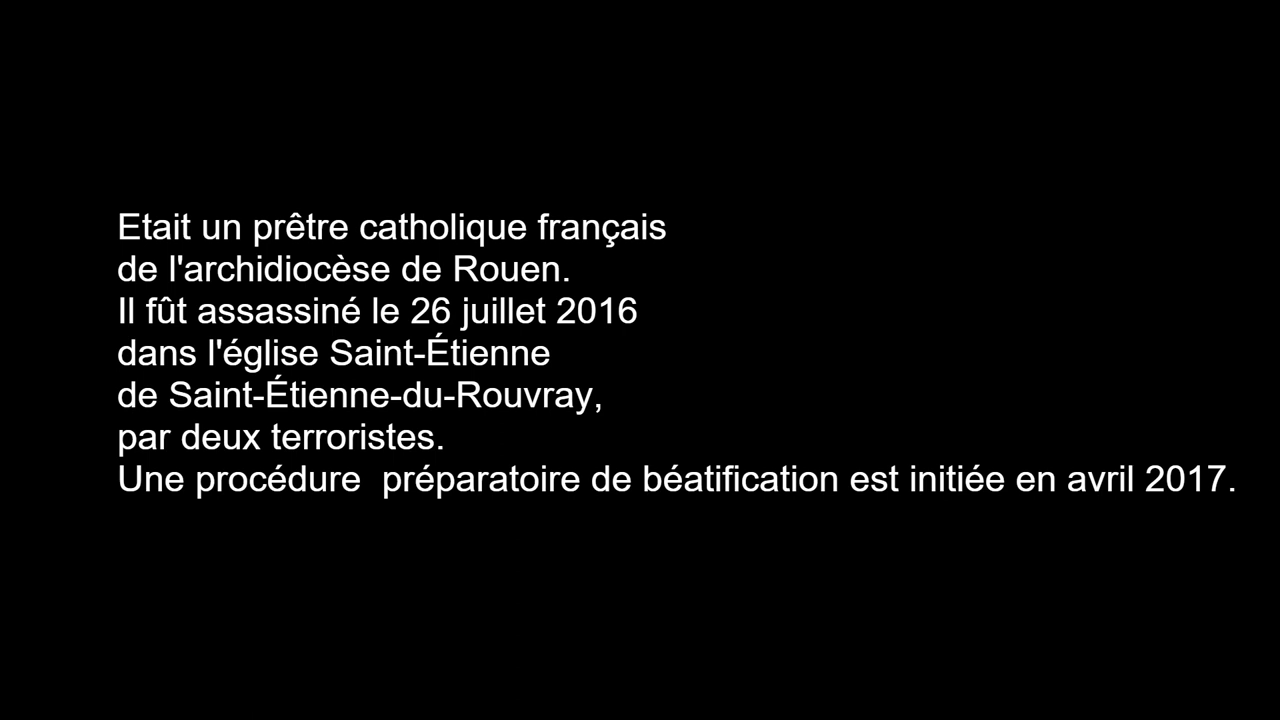 Etait un prêtre catholique français
de l'archidiocèse de Rouen.
Il fût assassiné le 26 juillet 2016
dans l'église Saint-Étienne
de Saint-Étienne-du-Rouvray,
par deux terroristes.
Une procédure  préparatoire de béatification est initiée en avril 2017.